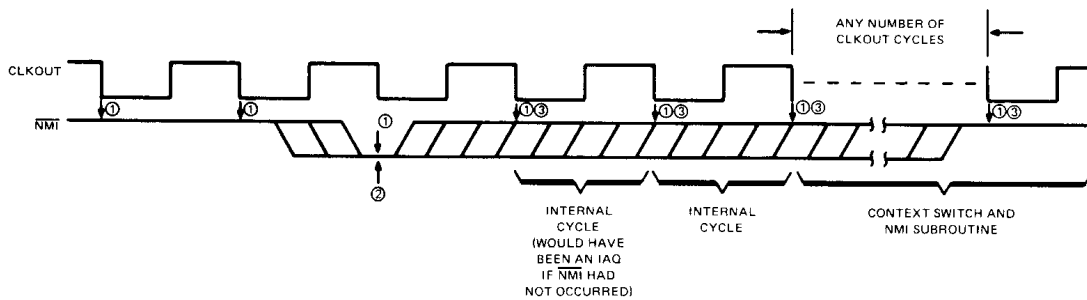 ANY NUMBER OF
CLKOUT CYCLES
CLKOUT
① ① ①③ ①③ ①③ ①③
NMI
①
②
INTERNAL
CYCLE
(WOULD HAVE
BEEN AN IAQ
IF NMI HAD
NOT OCCURRED)
INTERNAL
CYCLE
CONTEXT SWITCH AND
NMI SUBROUTINE